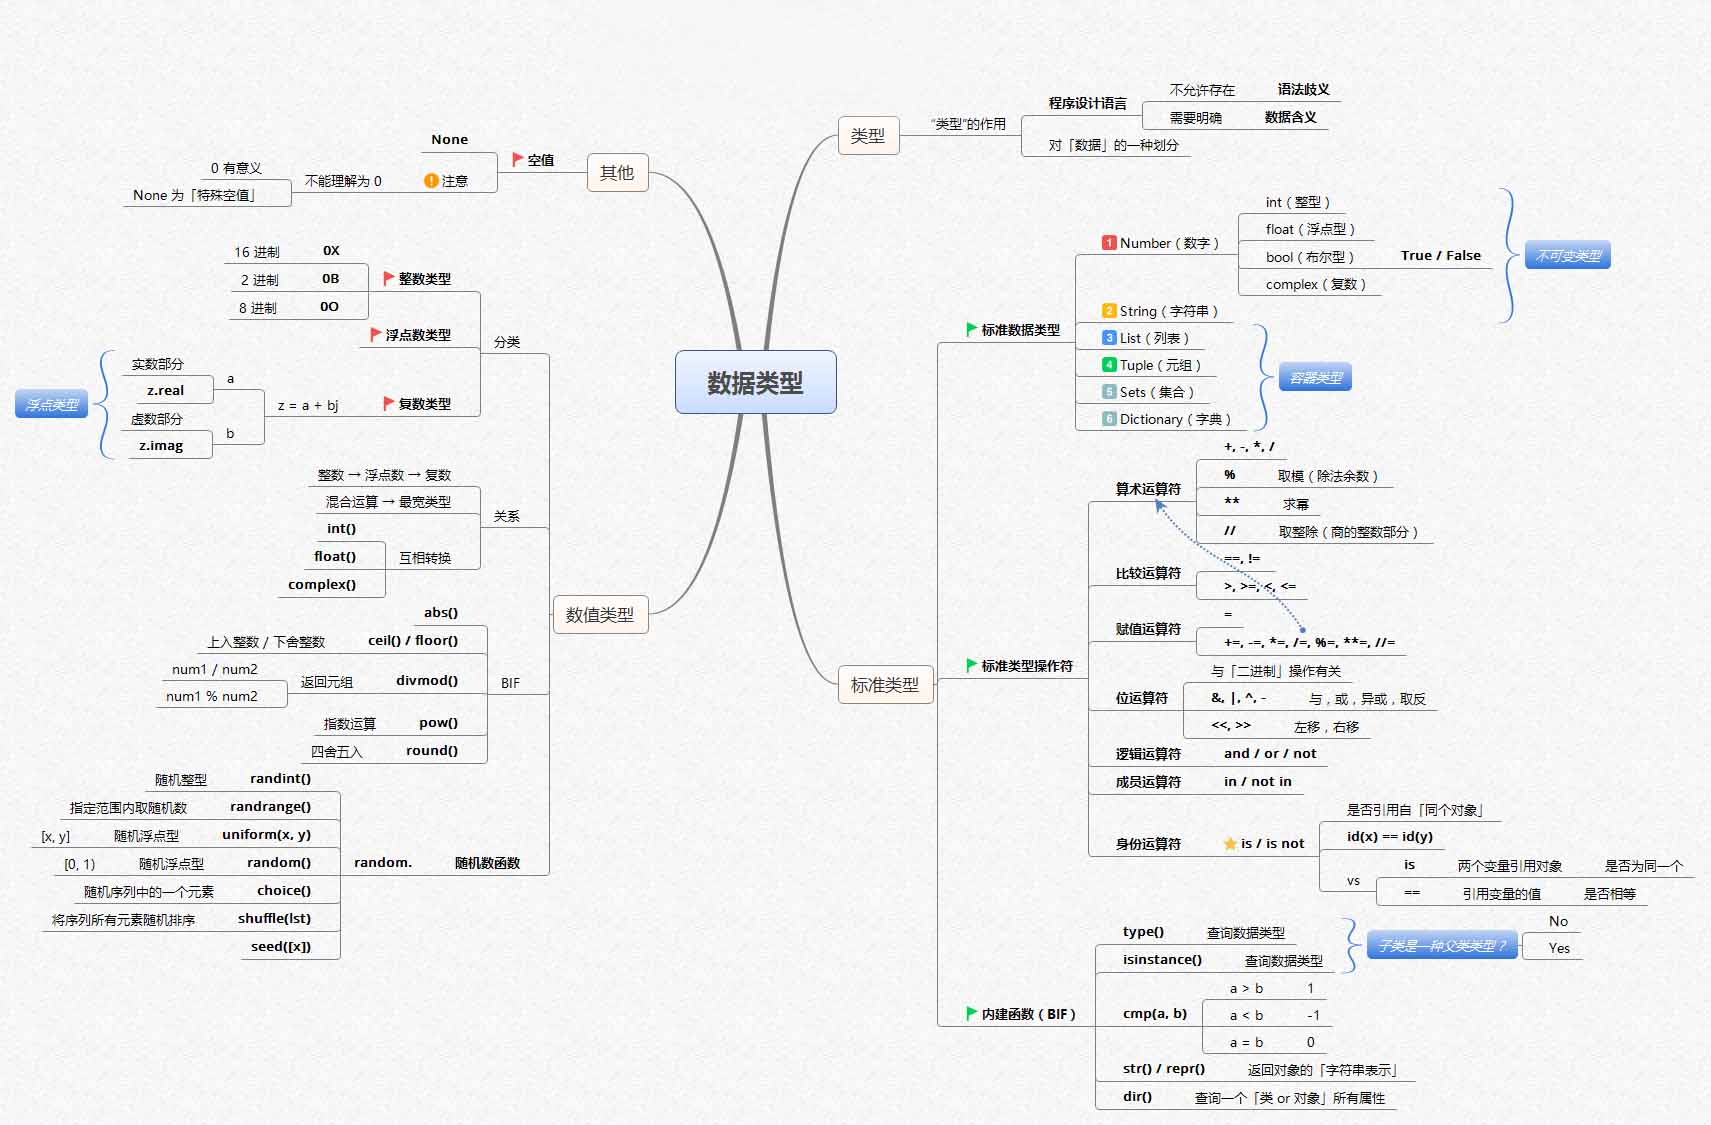 数据类型
类型
“类型”的作用
程序设计语言
不允许存在 语法歧义
需要明确 数据含义
对「数据」的一种划分
标准类型
标准数据类型
1 Number（数字）
int（整型）
float（浮点型）
bool（布尔型） True / False
complex（复数）
2 String（字符串）
不可变类型
3 List（列表）
4 Tuple（元组）
5 Sets（集合）
6 Dictionary（字典）
容器类型
标准类型操作符
算术运算符
+, -, *, /
% 取模（除法余数）
** 求幂
// 取整除（商的整数部分）
比较运算符
==, !=
>, >=, <, <=
赋值运算符
=
+=, -=, *=, /=, %=, **=, //=
位运算符
与「二进制」操作有关
&, |, ^, - 与，或，异或，取反
<<, >> 左移，右移
逻辑运算符 and / or / not
成员运算符 in / not in
身份运算符 is / is not
是否引用自「同个对象」
id(x) == id(y)
vs
is 两个变量引用对象 是否为同一个
== 引用变量的值 是否相等
内建函数（BIF）
type() 查询数据类型
isinstance() 查询数据类型
子类是一种父类类型？
No
Yes
cmp(a, b)
a > b 1
a < b -1
a = b 0
str() / repr() 返回对象的「字符串表示」
dir() 查询一个「类 or 对象」所有属性
其他
空值
None
注意
不能理解为 0
0 有意义
None 为「特殊空值」
数值类型
分类
整数类型
0X 16 进制
0B 2 进制
0O 8 进制
浮点数类型
复数类型
z = a + bj
a
实数部分
z.real
b
虚数部分
z.imag
浮点类型
关系
整数 → 浮点数 → 复数
混合运算 → 最宽类型
互相转换
int()
float()
complex()
BIF
abs()
ceil() / floor() 上入整数 / 下舍整数
divmod() 返回元组
num1 / num2
num1 % num2
pow() 指数运算
round() 四舍五入
随机数函数
random.
randint() 随机整型
randrange() 指定范围内取随机数
uniform(x, y) 随机浮点型 [x, y]
random() 随机浮点型 [0, 1)
choice() 随机序列中的一个元素
shuffle(lst) 将序列所有元素随机排序
seed([x])